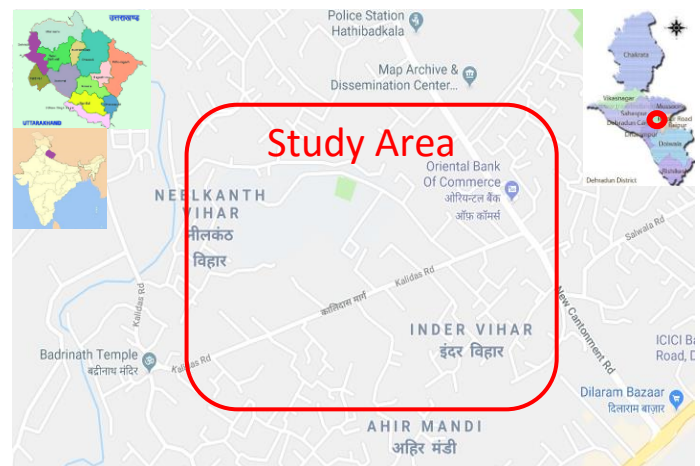 उत्तराखण्ड
UTTARAKHAND
Police Station
Hathibadkala
Map Archive &
Dissemination Center...
Chakrata
Vikasnagar
Mussoorie
Dehradun District
Doiwala
Study Area
Oriental Bank
Of Commerce
ओरियन्टल बैंक
ऑफ़ कॉमर्स
NEELKANTH
VIHAR
नीलकंठ
विहार
Salwala Rd
Kalidas Rd
कालिदास मार्ग
Kalidas Rd
New Cantonment Rd
INDER VIHAR
इंदर विहार
Badrinath Temple
बद्रीनाथ मंदिर
Kalidas Rd
ICICI Ba
Road, D
Dilaram Bazaar
दिलाराम बाज़ार
AHIR MANDI
अहिर मंडी